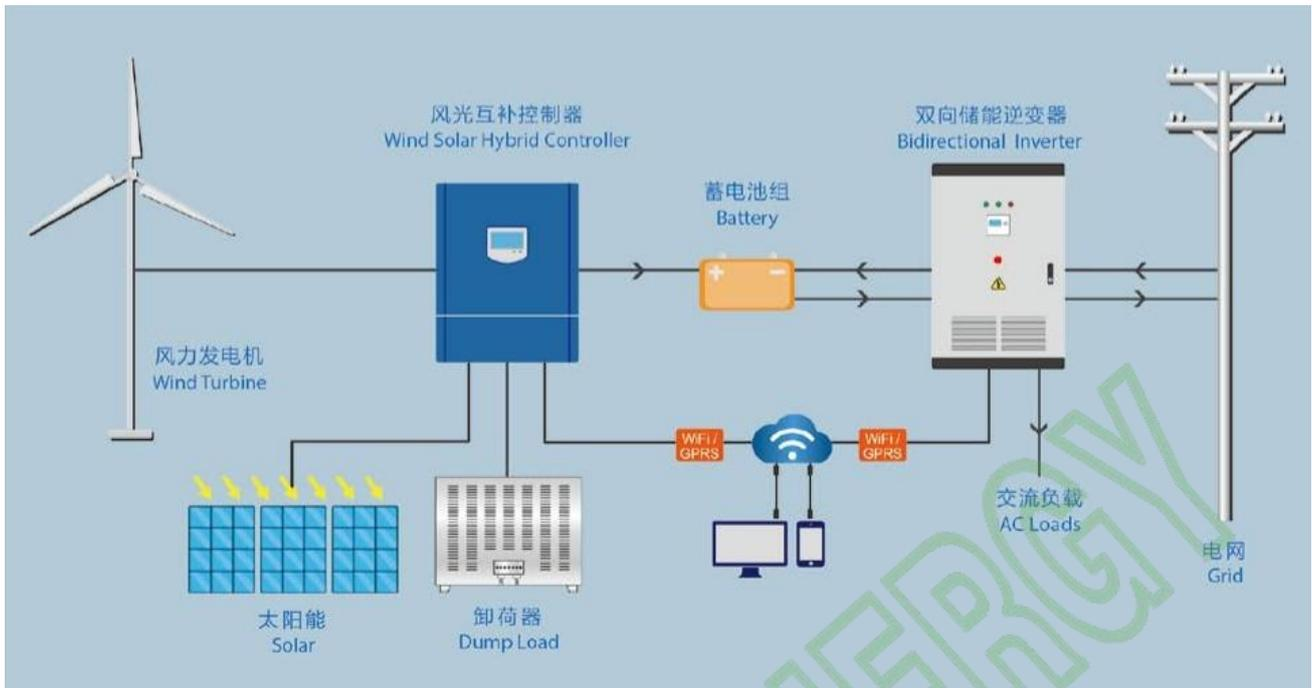 风光互补控制器
Wind Solar Hybrid Controller
双向储能逆变器
Bidirectional Inverter
蓄电池组
Battery
+ −
风力发电机
Wind Turbine
WiFi /
GPRS
WiFi /
GPRS
交流负载
AC Loads
电网
Grid
太阳能
Solar
卸荷器
Dump Load
ERGY